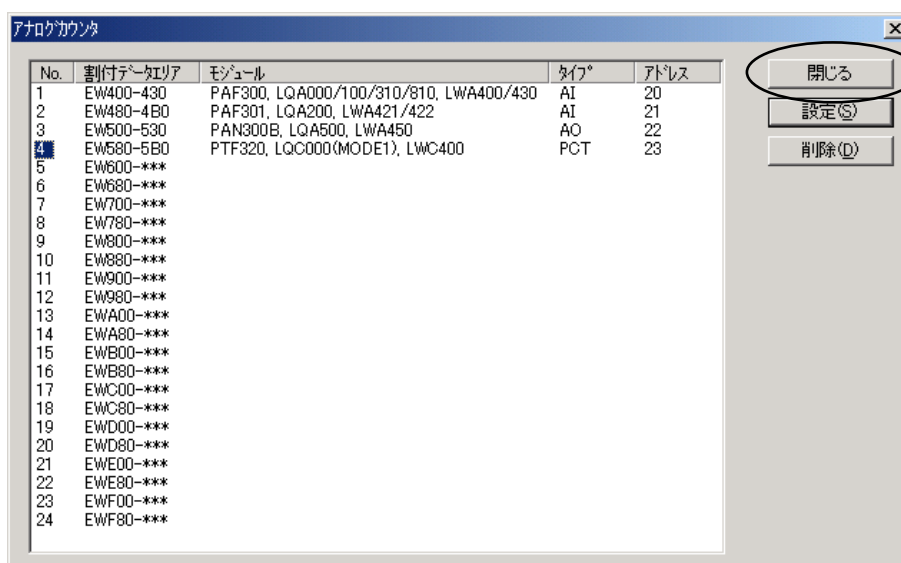 アナログカウンタ
No. 割付データエリア モジュール タイプ アドレス
1 EW400-430 PAF300, LQA000/100/310/810, LWA400/430 AI 20
2 EW480-4B0 PAF301, LQA200, LWA421/422 AI 21
3 EW500-530 PAN300B, LQA500, LWA450 AO 22
4 EW580-5B0 PTF320, LQC000(MODE1), LWC400 PCT 23
5 EW600-***
6 EW680-***
7 EW700-***
8 EW780-***
9 EW800-***
10 EW880-***
11 EW900-***
12 EW980-***
13 EWA00-***
14 EWA80-***
15 EWB00-***
16 EWB80-***
17 EWC00-***
18 EWC80-***
19 EWD00-***
20 EWD80-***
21 EWE00-***
22 EWE80-***
23 EWF00-***
24 EWF80-***
閉じる
設定(S)
削除(D)